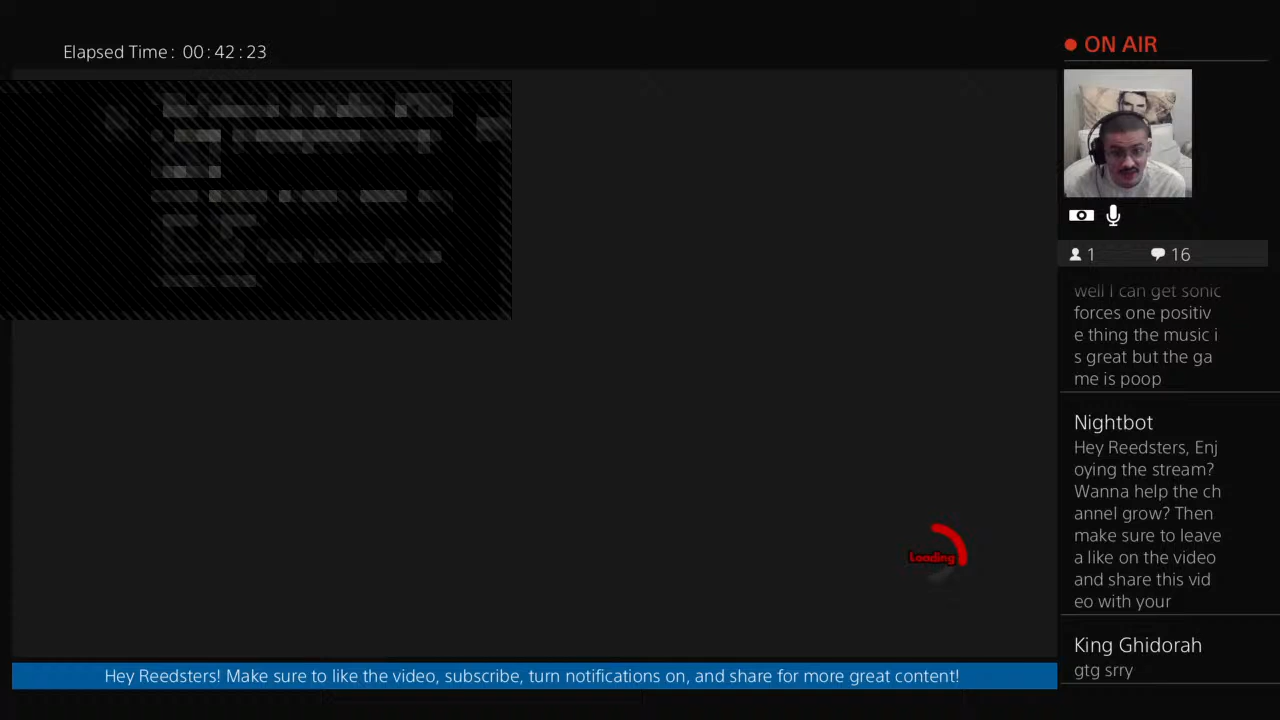 Elapsed Time: 00:42:23
ON AIR
1
16
well I can get sonic
forces one positiv
e thing the music i
s great but the ga
me is poop
Nightbot
Hey Reedsters, Enj
oying the stream?
Wanna help the ch
annel grow? Then
make sure to leave
a like on the video
and share this vid
eo with your
King Ghidorah
gtg srry
Loading
Hey Reedsters! Make sure to like the video, subscribe, turn notifications on, and share for more great content!